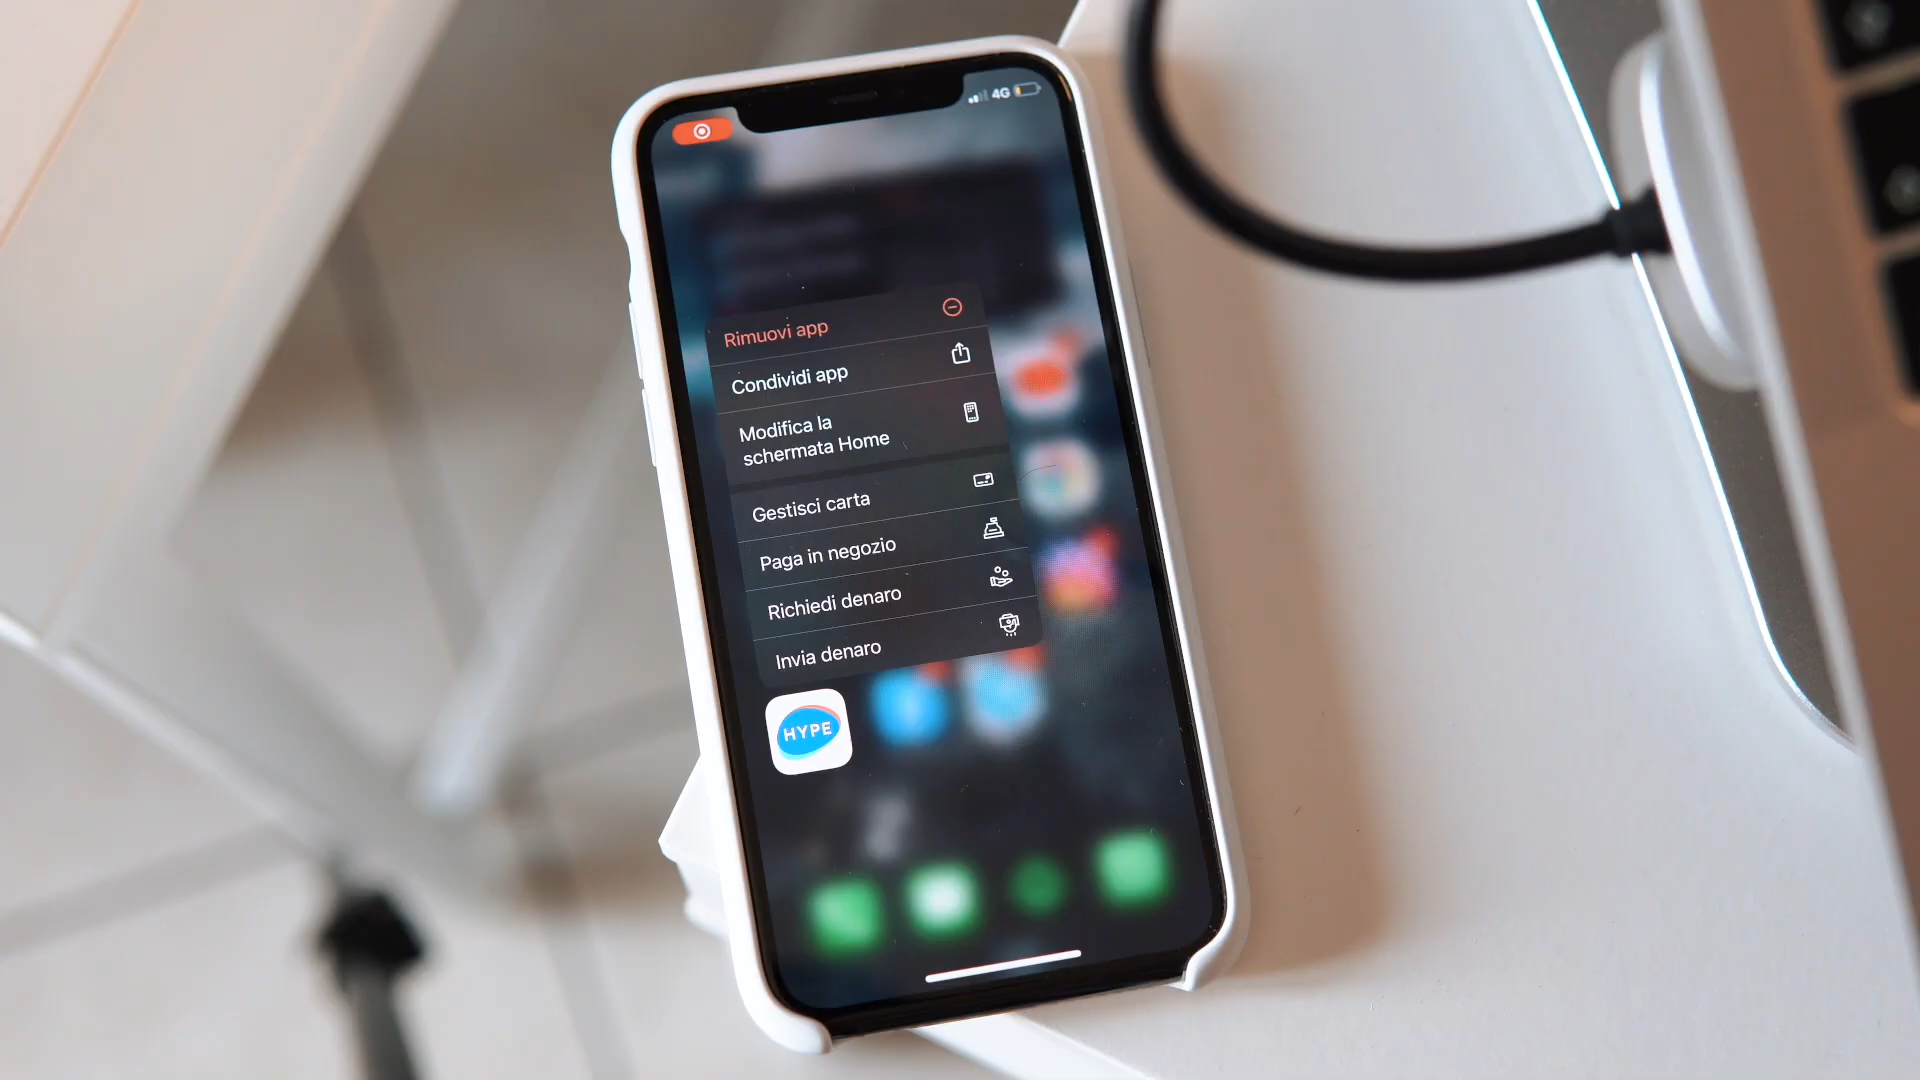 4G
Rimuovi app
Condividi app
Modifica la
schermata Home
Gestisci carta
Paga in negozio
Richiedi denaro
Invia denaro
HYPE